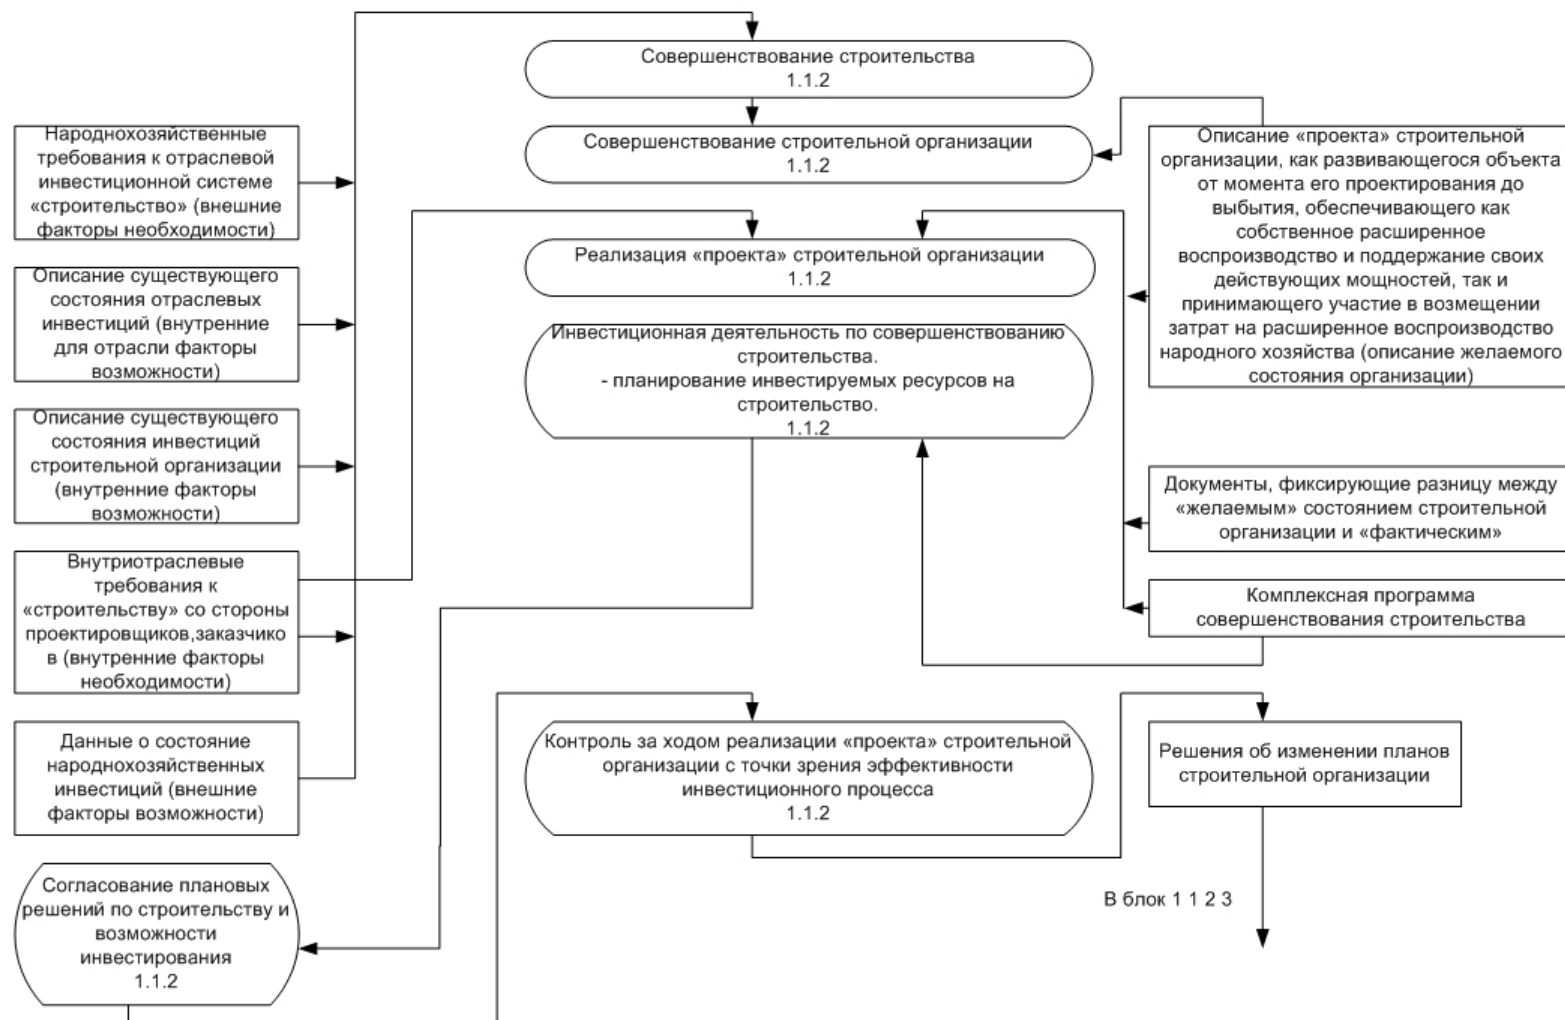 Совершенствование строительства
1.1.2
Совершенствование строительной организации
1.1.2
Реализация «проекта» строительной организации
1.1.2
Инвестиционная деятельность по совершенствованию
строительства.
- планирование инвестируемых ресурсов на
строительство.
1.1.2
Народнохозяйственные
требования к отраслевой
инвестиционной системе
«строительство» (внешние
факторы необходимости)
Описание существующего
состояния отраслевых
инвестиций (внутренние
для отрасли факторы
возможности)
Описание существующего
состояния инвестиций
строительной организации
(внутренние факторы
возможности)
Внутриотраслевые
требования к
«строительству» со стороны
проектировщиков,заказчико
в (внутренние факторы
необходимости)
Данные о состояние
народнохозяйственных
инвестиций (внешние
факторы возможности)
Согласование плановых
решений по строительству и
возможности
инвестирования
1.1.2
Описание «проекта» строительной
организации, как развивающегося объекта
от момента его проектирования до
выбытия, обеспечивающего как
собственное расширенное
воспроизводство и поддержание своих
действующих мощностей, так и
принимающего участие в возмещении
затрат на расширенное воспроизводство
народного хозяйства (описание желаемого
состояния организации)
Документы, фиксирующие разницу между
«желаемым» состоянием строительной
организации и «фактическим»
Комплексная программа
совершенствования строительства
Контроль за ходом реализации «проекта» строительной
организации с точки зрения эффективности
инвестиционного процесса
1.1.2
Решения об изменении планов
строительной организации
В блок 1 1 2 3